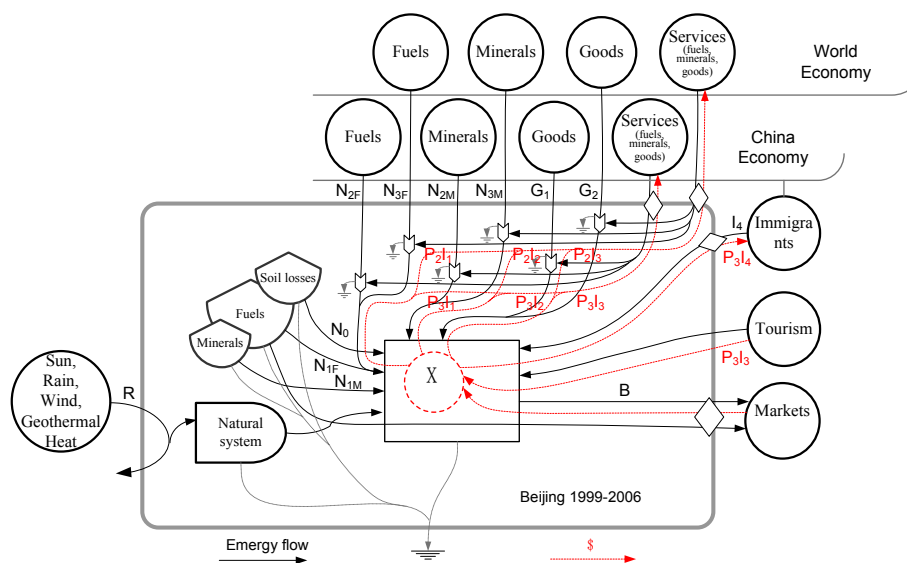 Fuels
Minerals
Goods
Services
(fuels,
minerals,
goods)
World
Economy
Fuels
Minerals
Goods
Services
(fuels,
minerals,
goods)
China
Economy
N2F
N3F
N2M
N3M
G1
G2
I4
Immigra
nts
P3I4
P2I1
P2I2
P2I3
P3I1
P3I2
P3I3
Soil losses
Fuels
Minerals
N0
N1F
N1M
Tourism
P3I3
X
Sun,
Rain,
Wind,
Geothermal
Heat
R
Natural
system
B
Markets
Beijing 1999-2006
Emergy flow
$